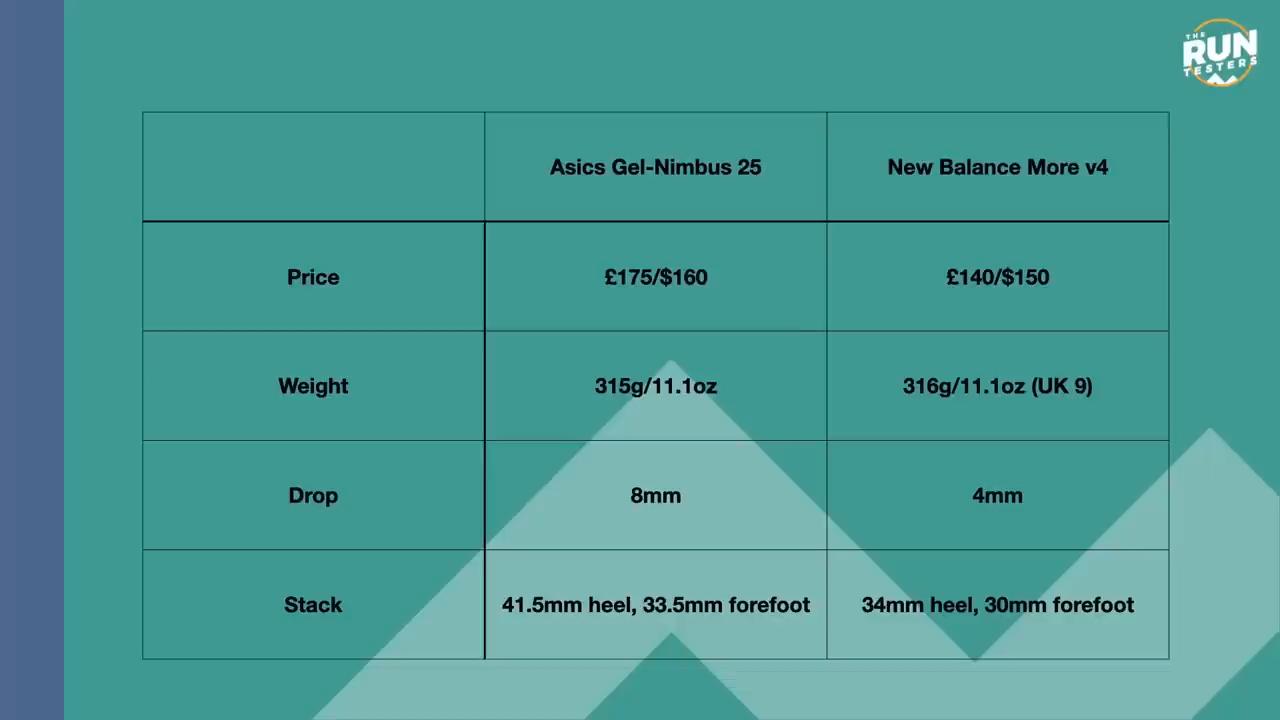 THE
RUN
TESTERS
Asics Gel-Nimbus 25
New Balance More v4
Price
£175/$160
£140/$150
Weight
315g/11.1oz
316g/11.1oz (UK 9)
Drop
8mm
4mm
Stack
41.5mm heel, 33.5mm forefoot
34mm heel, 30mm forefoot